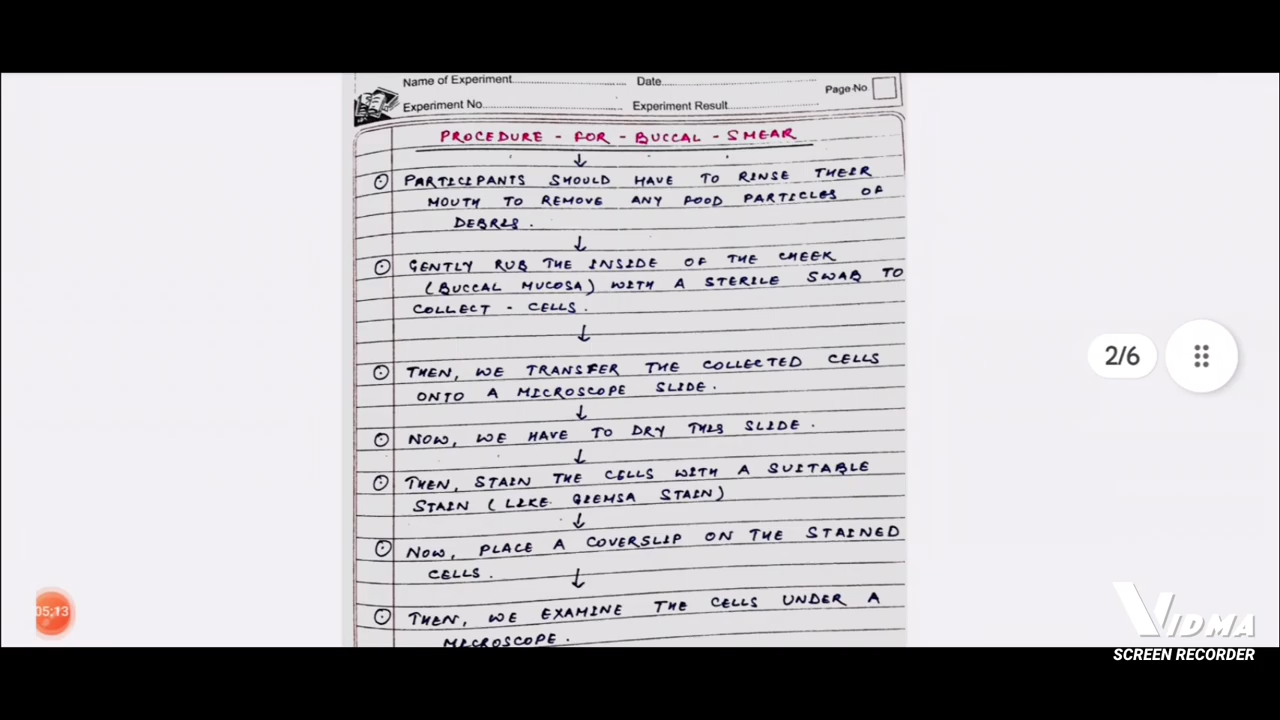 Name of Experiment Date
Page No
Experiment No Experiment Result
PROCEDURE - FOR - BUCCAL - SMEAR
PARTICIPANTS SHOULD HAVE TO RINSE THEIR
MOUTH TO REMOVE ANY FOOD PARTICLES OF
DEBRIS.
GENTLY RUB THE INSIDE OF THE CHEEK
(BUCCAL MUCOSA) WITH A STERILE SWAB TO
COLLECT - CELLS.
THEN, WE TRANSFER THE COLLECTED CELLS
ONTO A MICROSCOPE SLIDE.
NOW, WE HAVE TO DRY THIS SLIDE.
THEN, STAIN THE CELLS WITH A SUITABLE
STAIN (LIKE GIEMSA STAIN)
NOW, PLACE A COVERSLIP ON THE STAINED
CELLS.
THEN, WE EXAMINE THE CELLS UNDER A
MICROSCOPE.
2/6
05:13
VIDMA
SCREEN RECORDER